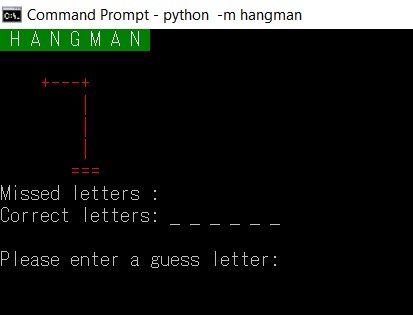 Command Prompt - python -m hangman
H A N G M A N
+---+
|
|
|
===
Missed letters :
Correct letters: _ _ _ _ _ _
Please enter a guess letter: